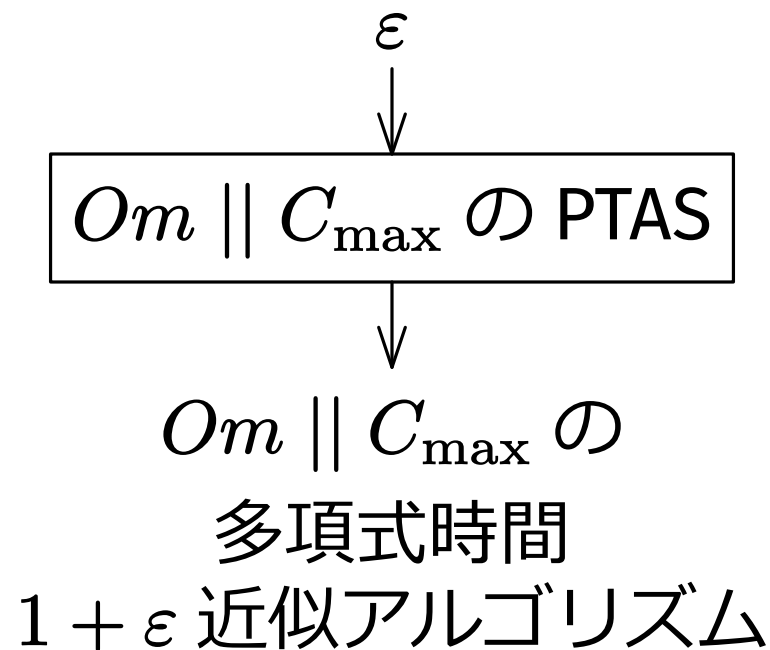 ε
Om || Cmax の PTAS
Om || Cmax の
多項式時間
1 + ε 近似アルゴリズム